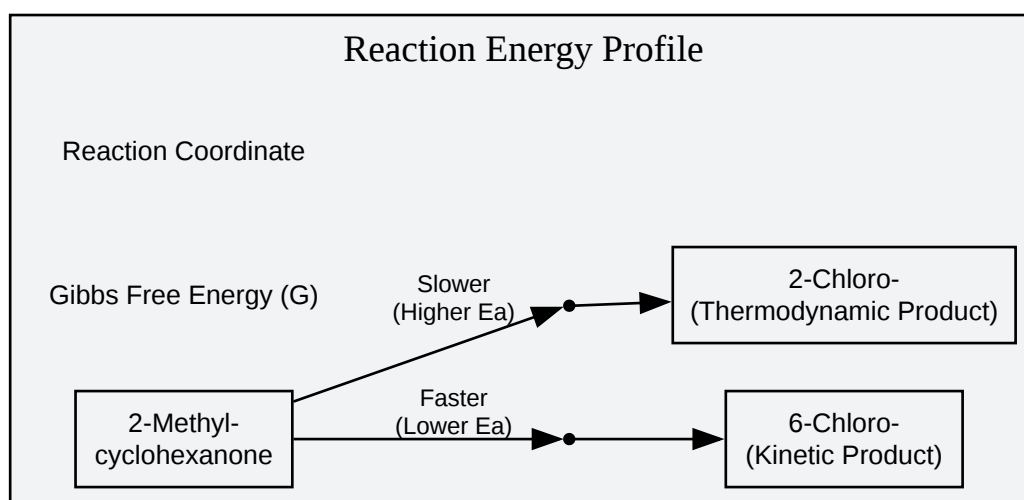 Reaction Energy Profile
Reaction Coordinate
Gibbs Free Energy (G)
Slower
(Higher Ea)
2-Chloro-
(Thermodynamic Product)
2-Methyl-
cyclohexanone
Faster
(Lower Ea)
6-Chloro-
(Kinetic Product)